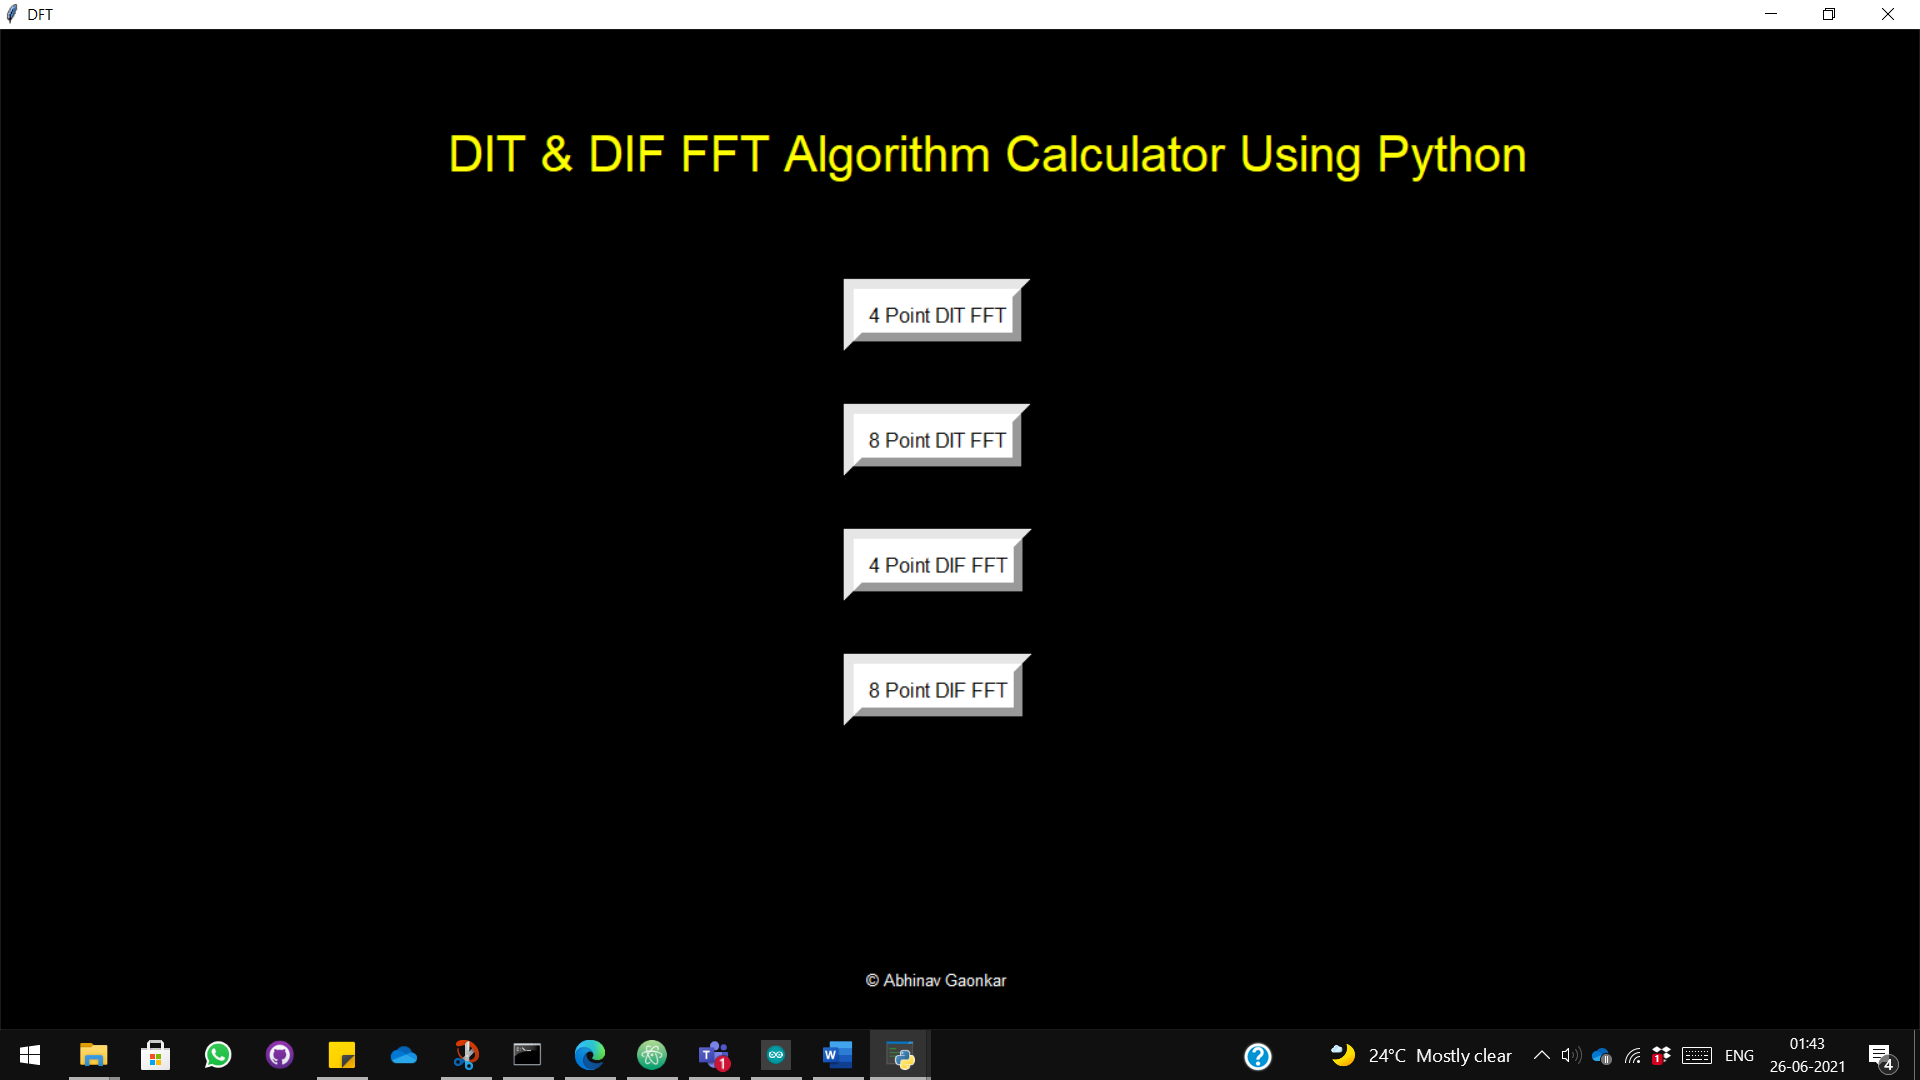 DFT
DIT & DIF FFT Algorithm Calculator Using Python
4 Point DIT FFT
8 Point DIT FFT
4 Point DIF FFT
8 Point DIF FFT
© Abhinav Gaonkar
24°C Mostly clear
ENG
01:43
26-06-2021
4
1
1
T
W
?